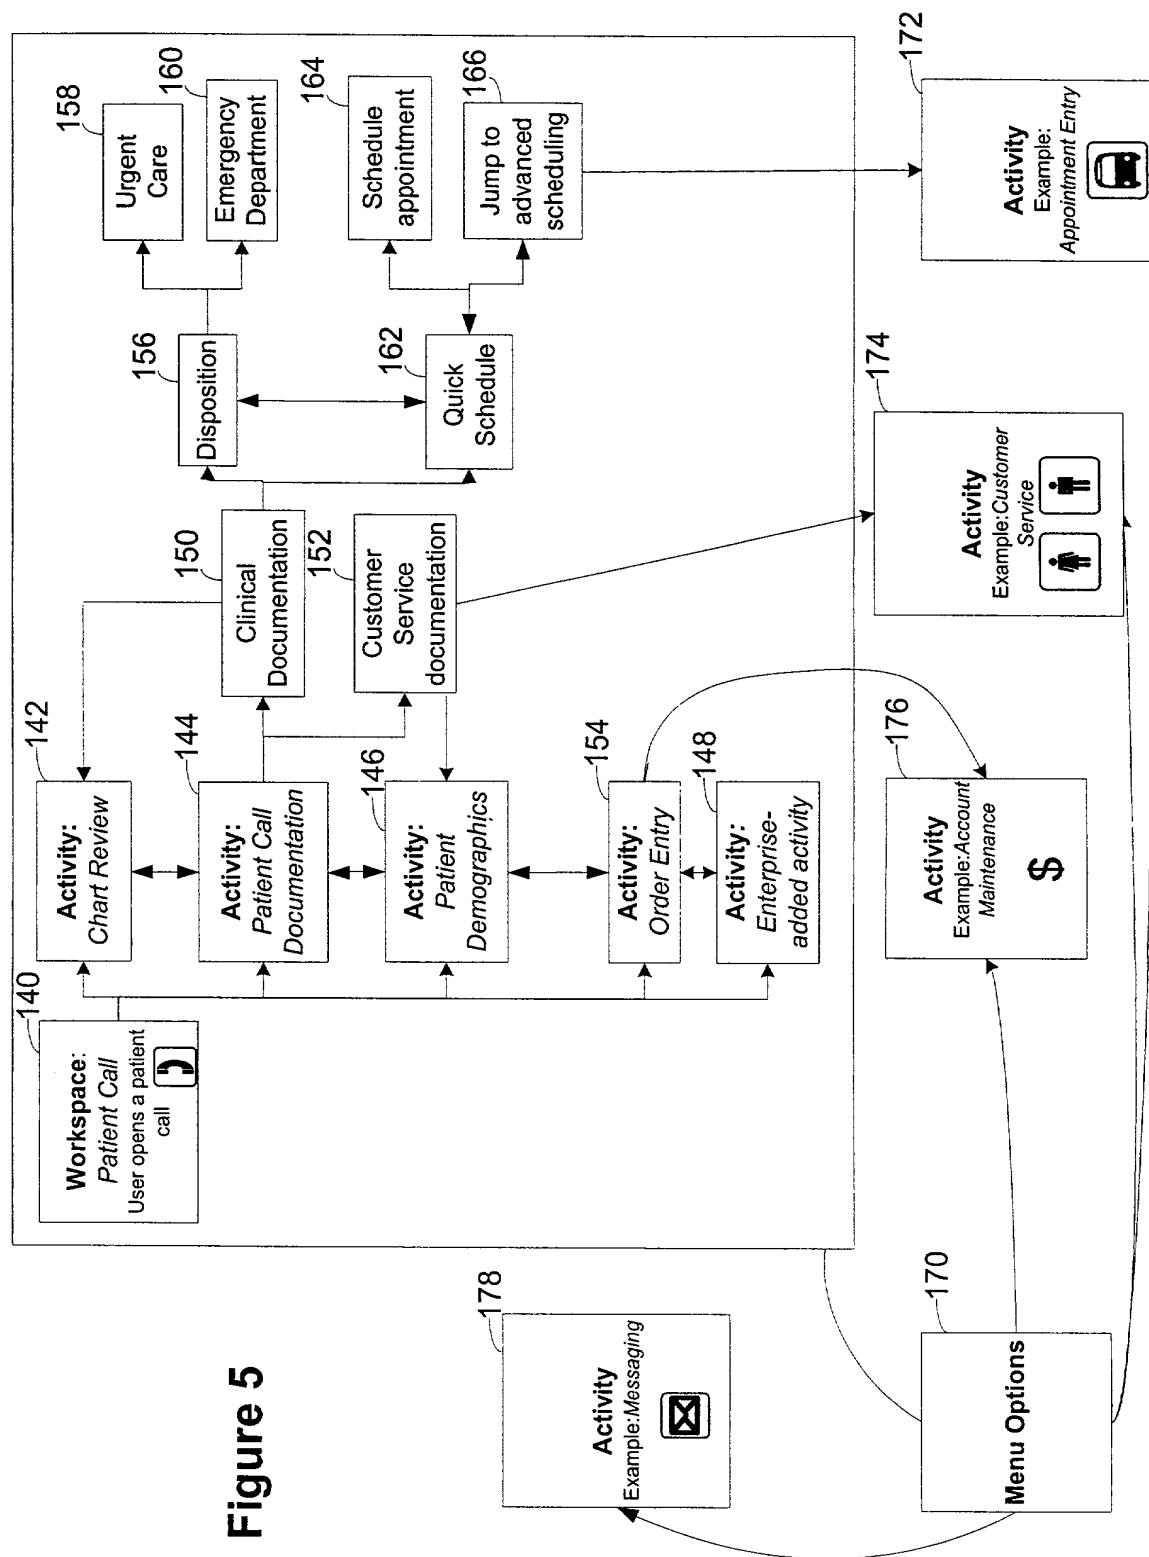 140
Workspace:
Patient Call
User opens a patient
call
142
Activity:
Chart Review
144
Activity:
Patient Call
Documentation
146
Activity:
Patient
Demographics
154
Activity:
Order Entry
148
Activity:
Enterprise-
added activity
150
Clinical
Documentation
152
Customer
Service
documentation
156
Disposition
162
Quick
Schedule
158
Urgent
Care
160
Emergency
Department
164
Schedule
appointment
166
Jump to
advanced
scheduling
Figure 5
178
Activity
Example:Messaging
170
Menu Options
176
Activity
Example:Account
Maintenance
$
174
Activity
Example:Customer
Service
172
Activity
Example:
Appointment Entry